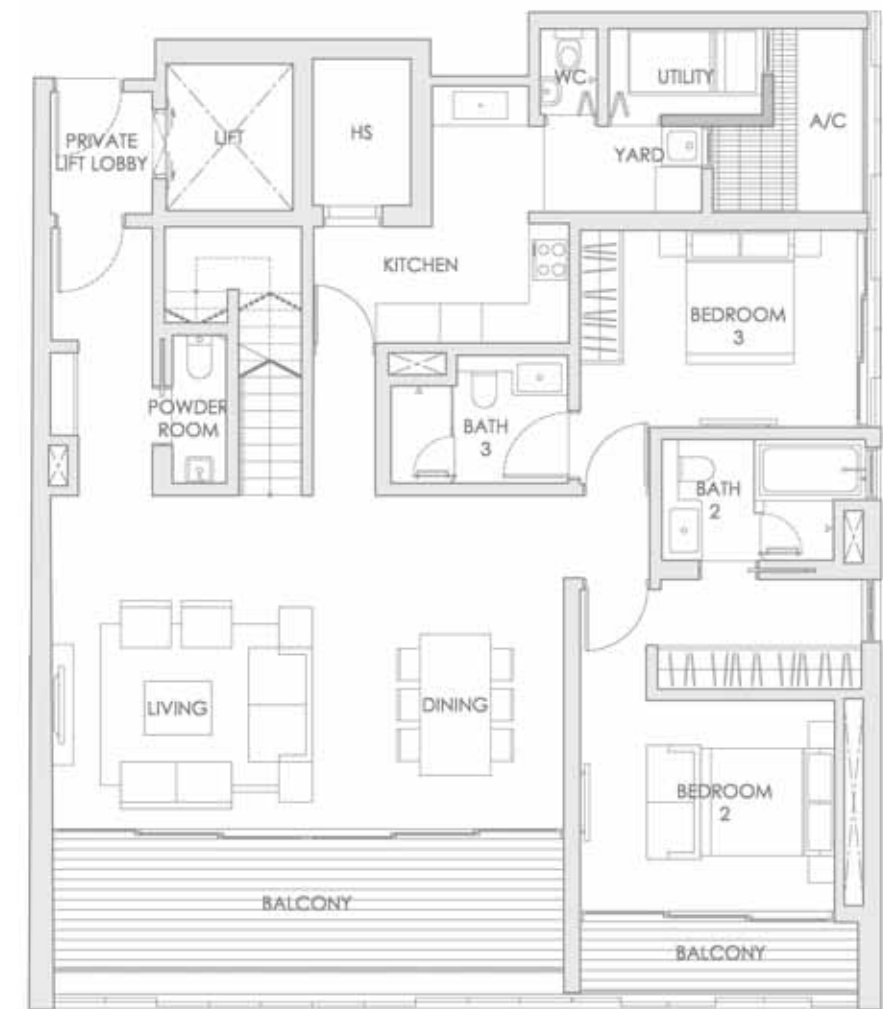 WC
UTILITY
A/C
PRIVATE
LIFT LOBBY
LIFT
HS
YARD
KITCHEN
BEDROOM
3
POWDER
ROOM
BATH
3
BATH
2
LIVING
DINING
BEDROOM
2
BALCONY
BALCONY